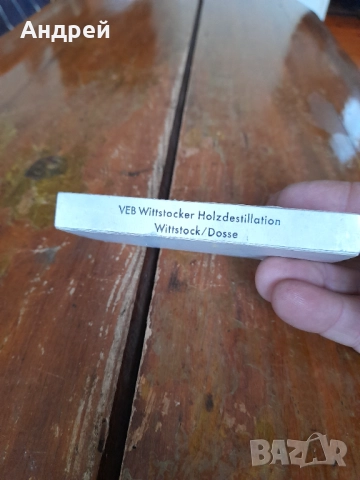 Андрей
VEB Wittstocker Holzdestillation
Wittstock/Dosse
BAZAR